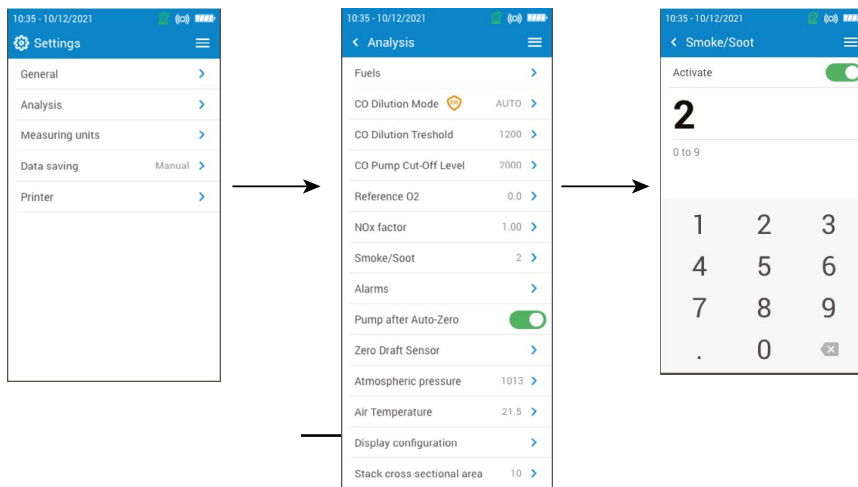 10:35 - 10/12/2021
Settings
General
Analysis
Measuring units
Data saving Manual
Printer
10:35 - 10/12/2021
Analysis
Fuels
CO Dilution Mode CO AUTO
CO Dilution Treshold 1200
CO Pump Cut-Off Level 2000
Reference O2 0.0
NOx factor 1.00
Smoke/Soot 2
Alarms
Pump after Auto-Zero
Zero Draft Sensor
Atmospheric pressure 1013
Air Temperature 21.5
Display configuration
Stack cross-sectional area 10
10:35 - 10/12/2021
Smoke/Soot
Activate
2
0 to 9
1 2 3
4 5 6
7 8 9
. 0